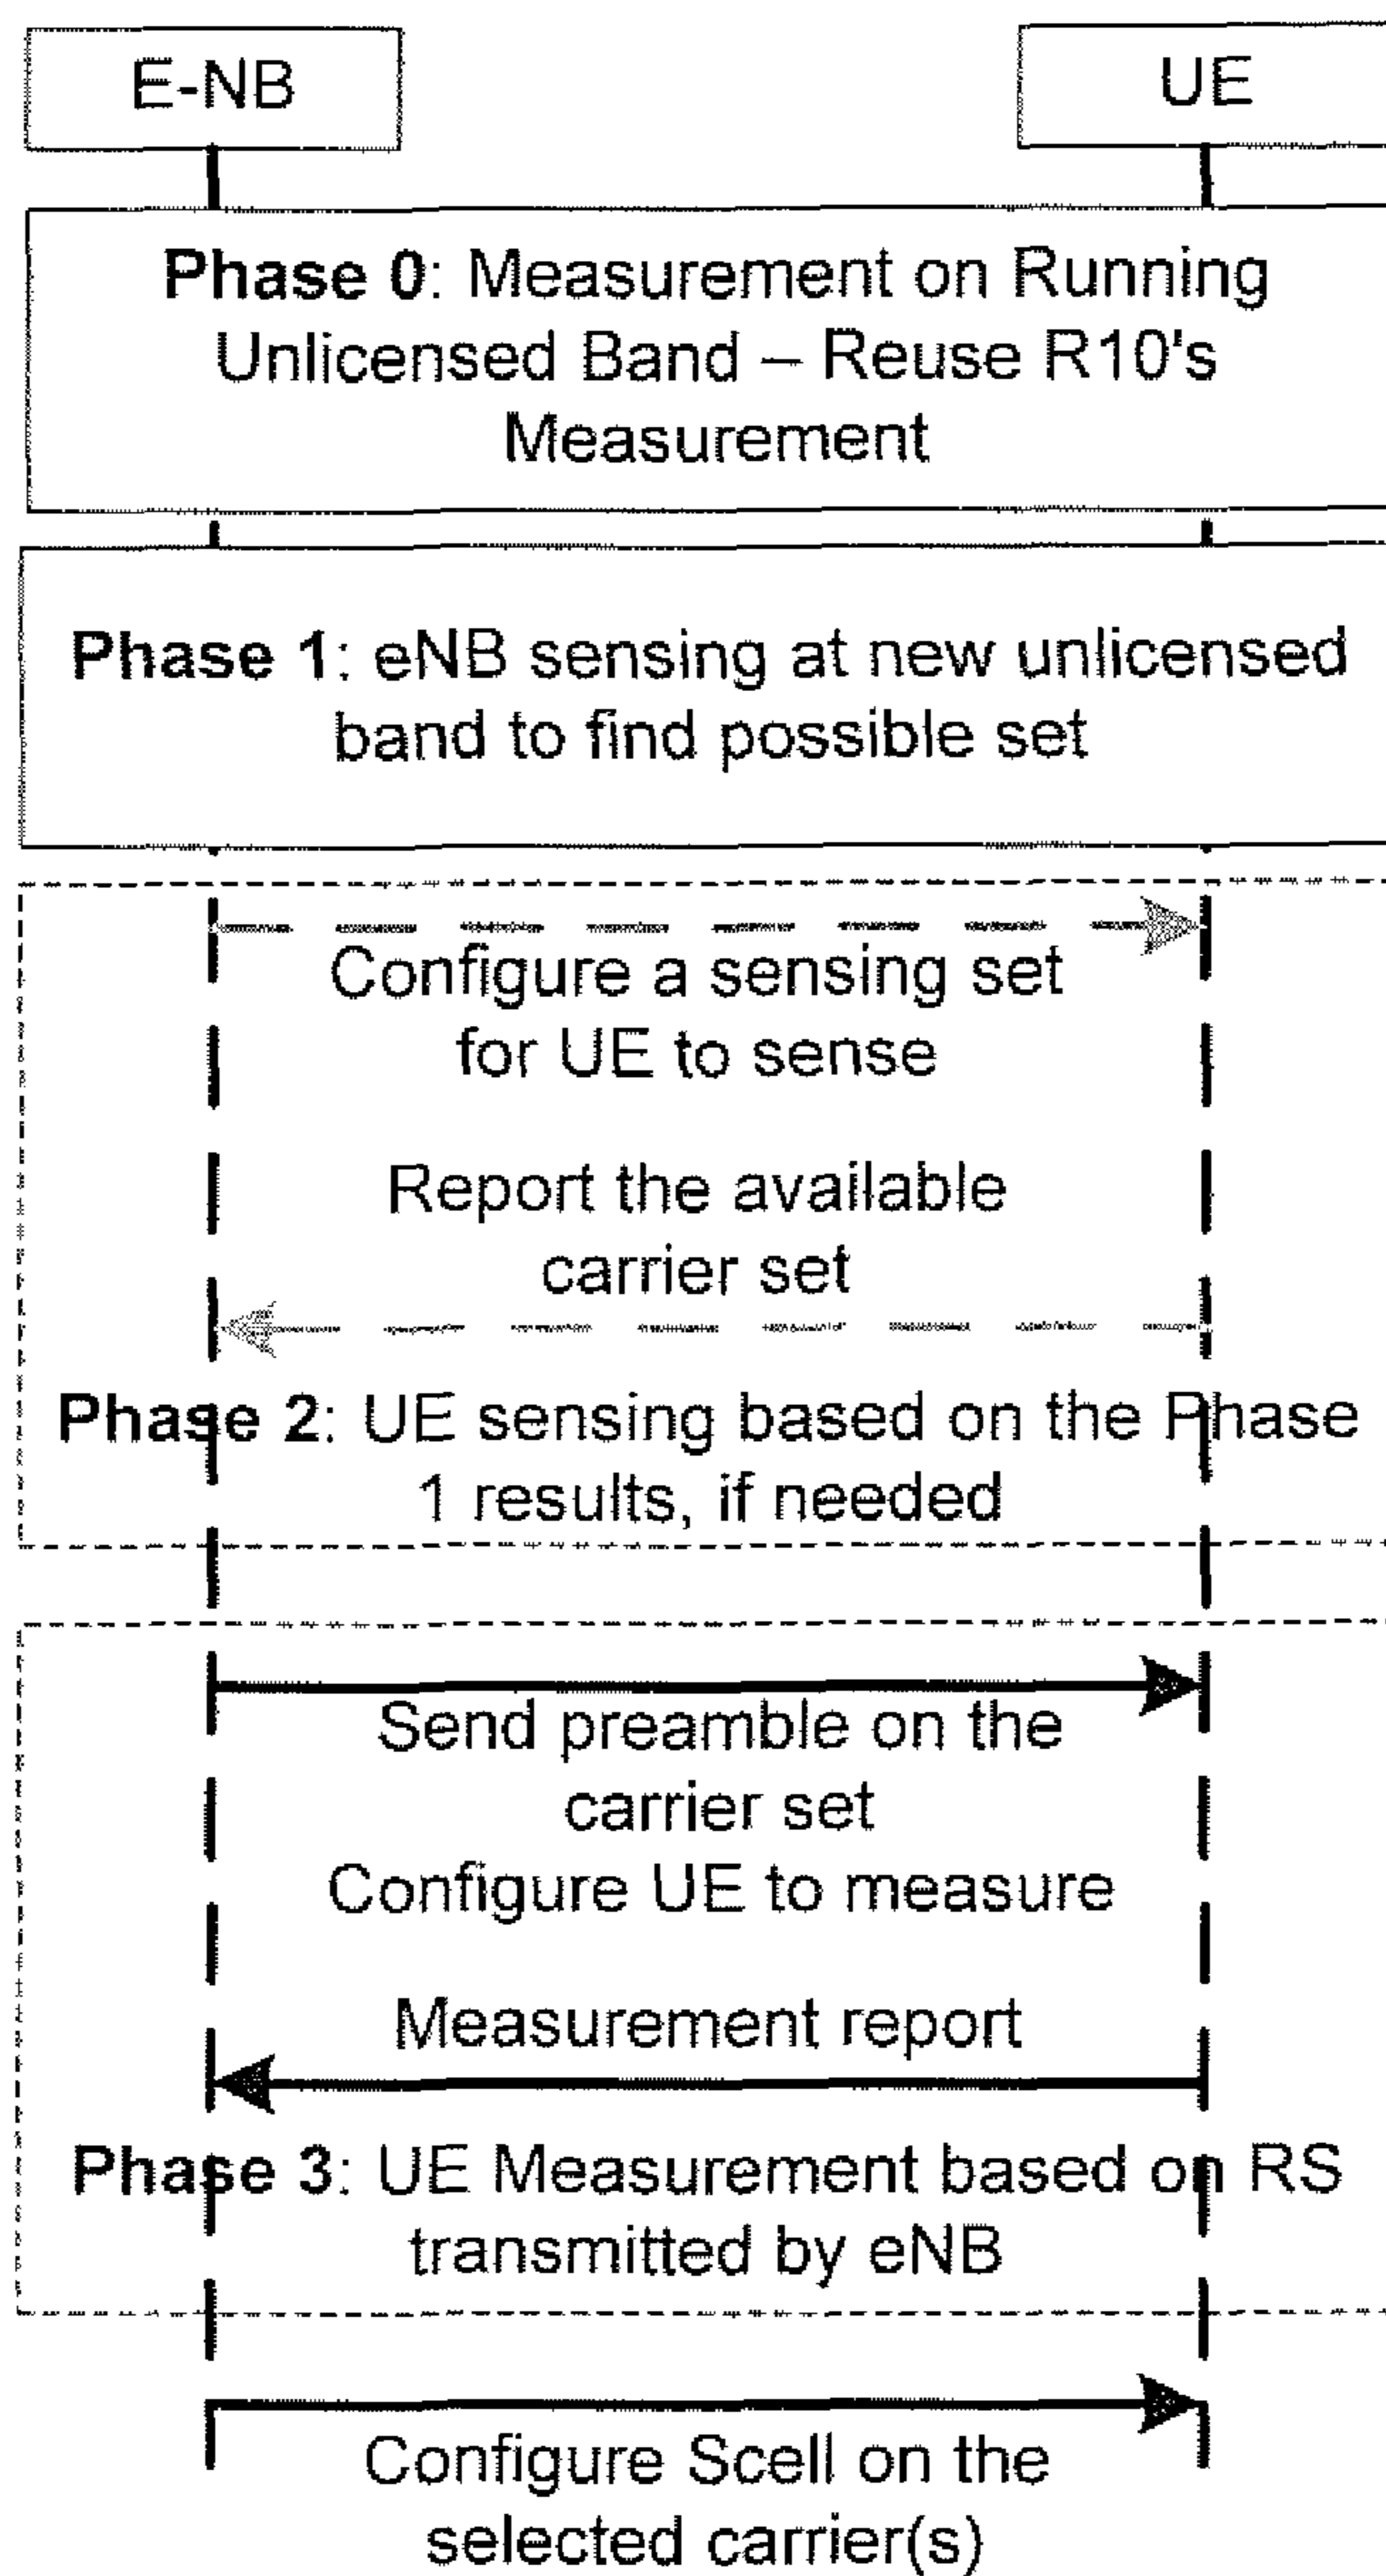 E-NB
UE
Phase 0: Measurement on Running
Unlicensed Band – Reuse R10's
Measurement
Phase 1: eNB sensing at new unlicensed
band to find possible set
Configure a sensing set
for UE to sense
Report the available
carrier set
Phase 2: UE sensing based on the Phase
1 results, if needed
Send preamble on the
carrier set
Configure UE to measure
Measurement report
Phase 3: UE Measurement based on RS
transmitted by eNB
Configure Scell on the
selected carrier(s)